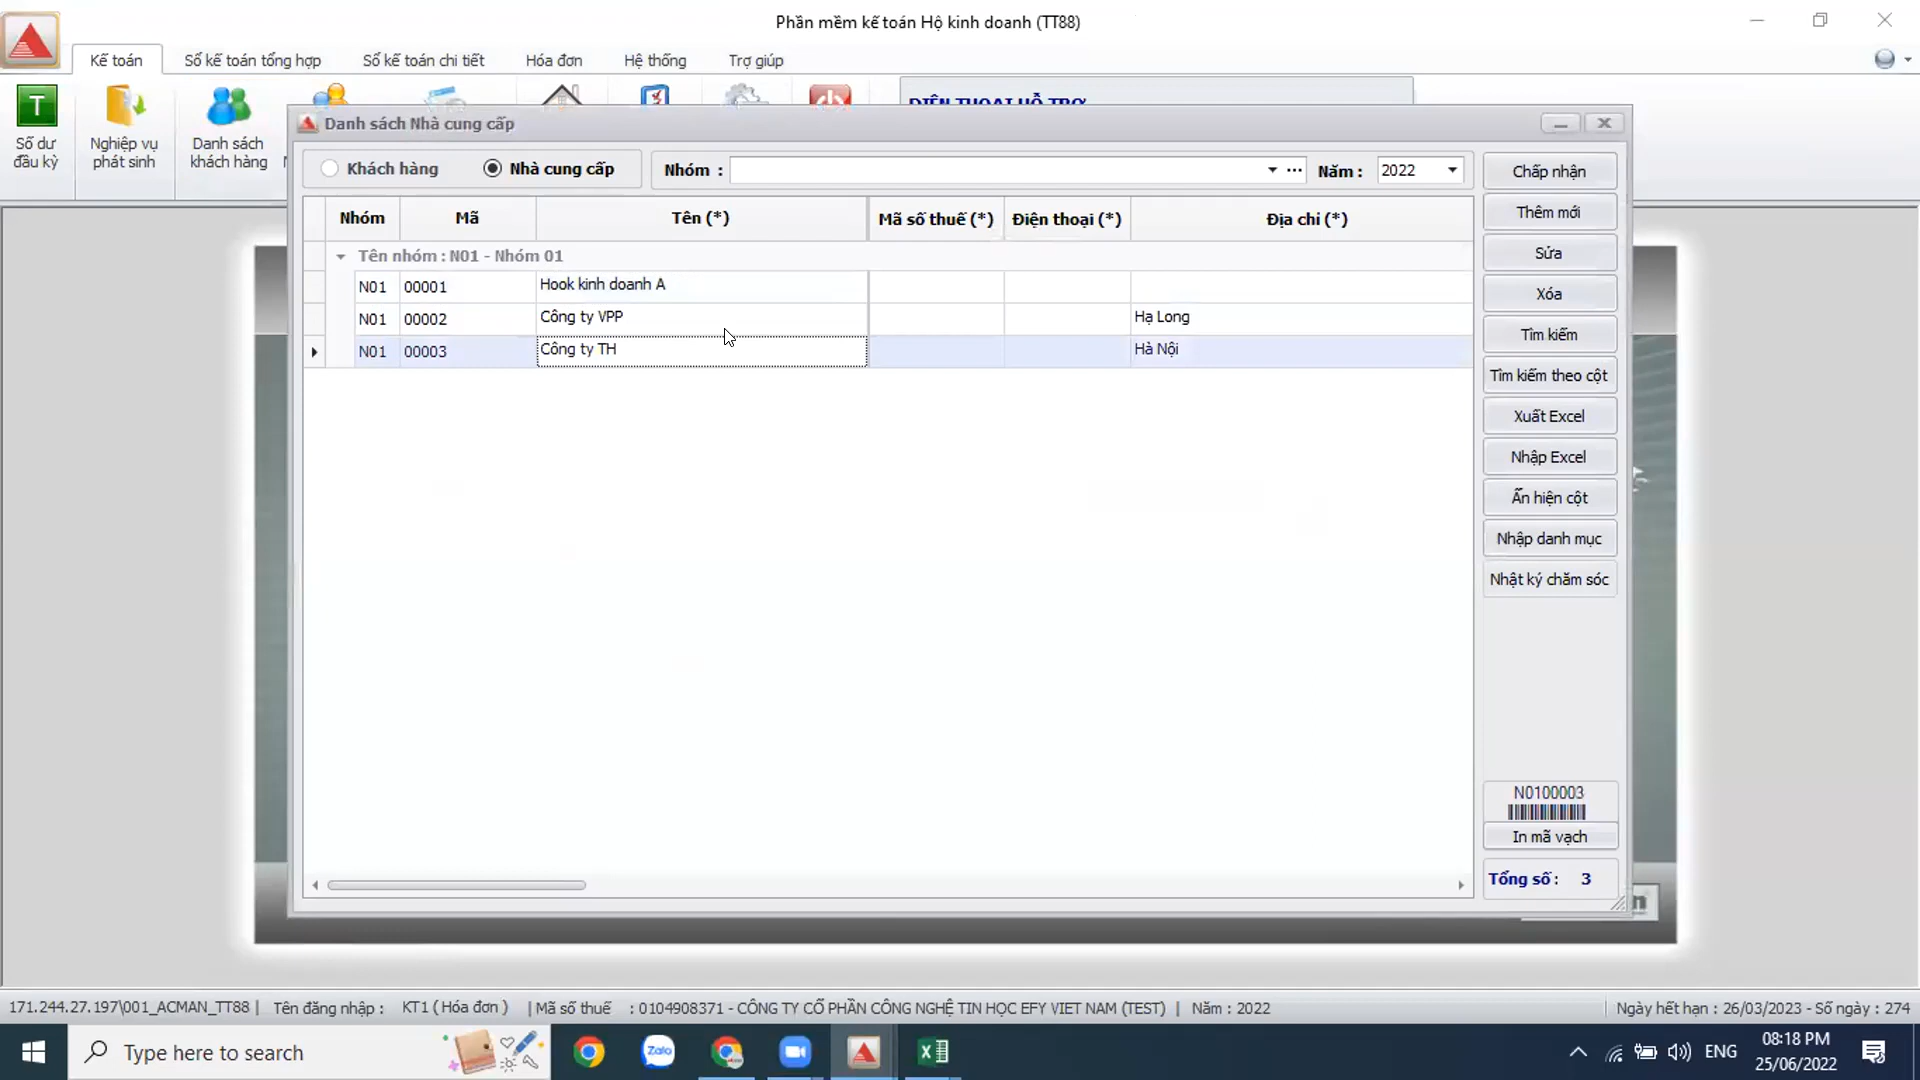 Phần mềm kế toán Hộ kinh doanh (TT88)
Kế toán
Sổ kế toán tổng hợp
Sổ kế toán chi tiết
Hóa đơn
Hệ thống
Trợ giúp
Số dư đầu kỳ
Nghiệp vụ phát sinh
Danh sách khách hàng
ĐIỆN THOẠI HỖ TRỢ
Danh sách Nhà cung cấp
Khách hàng
Nhà cung cấp
Nhóm :
Năm : 2022
Nhóm Mã Tên (*) Mã số thuế (*) Điện thoại (*) Địa chỉ (*)
Tên nhóm : N01 - Nhóm 01
N01 00001 Hook kinh doanh A
N01 00002 Công ty VPP Hạ Long
N01 00003 Công ty TH Hà Nội
Chấp nhận
Thêm mới
Sửa
Xóa
Tìm kiếm
Tìm kiếm theo cột
Xuất Excel
Nhập Excel
Ẩn hiện cột
Nhập danh mục
Nhật ký chăm sóc
N0100003
In mã vạch
Tổng số : 3
171.244.27.197\001_ACMAN_TT88 | Tên đăng nhập : KT1 ( Hóa đơn ) | Mã số thuế : 0104908371 - CÔNG TY CỔ PHẦN CÔNG NGHỆ TIN HỌC EFY VIET NAM (TEST) | Năm : 2022 Ngày hết hạn : 26/03/2023 - Số ngày : 274
Type here to search
Zalo
ENG
08:18 PM
25/06/2022